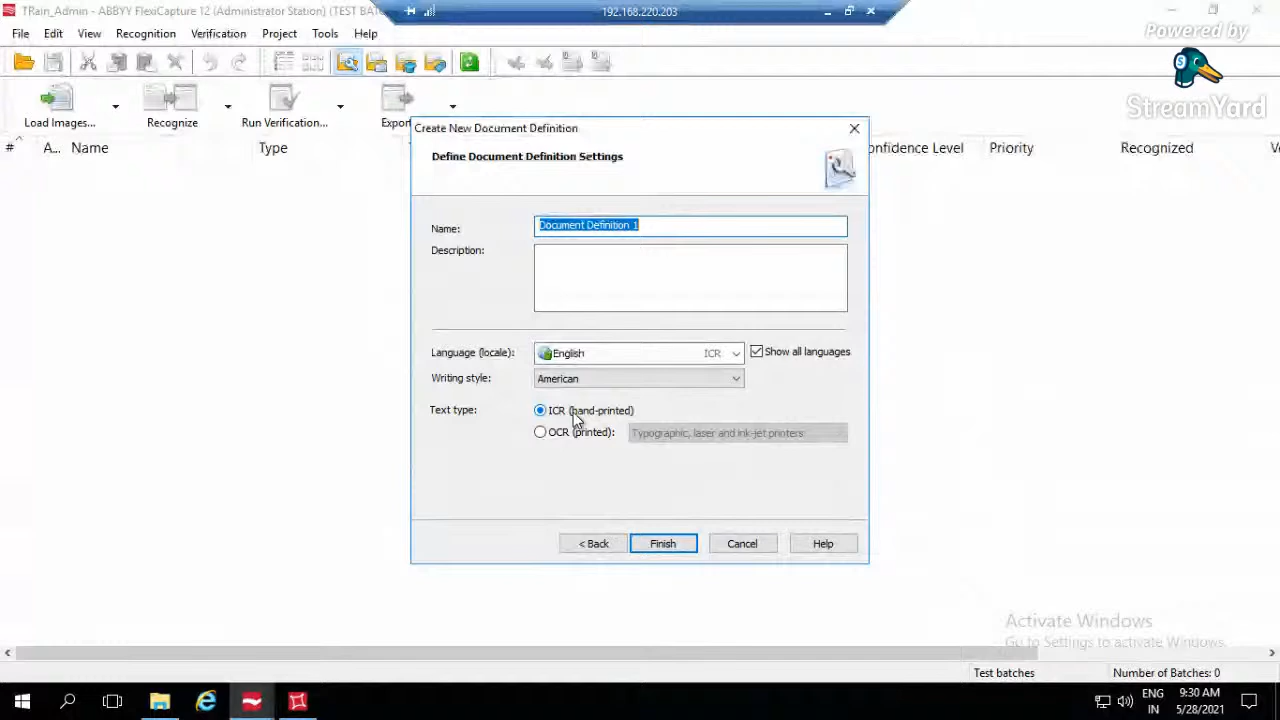 TRain_Admin - ABBYY FlexiCapture 12 (Administrator Station) (TEST BAT
192.168.220.203
File Edit View Recognition Verification Project Tools Help
Powered by
StreamYard
Load Images... Recognize Run Verification... Export
# A... Name Type onfidence Level Priority Recognized
Create New Document Definition
Define Document Definition Settings
Name: Document Definition 1
Description:
Language (locale): English ICR Show all languages
Writing style: American
Text type: ICR (hand-printed)
OCR (printed): Typographic, laser and ink-jet printers
< Back Finish Cancel Help
Activate Windows
Go to Settings to activate Windows.
Test batches Number of Batches: 0
ENG 9:30 AM
IN 5/28/2021